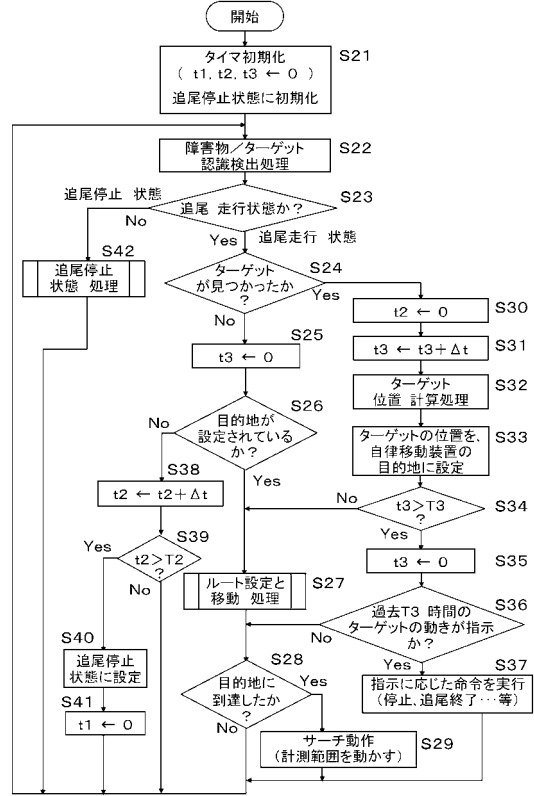 開始
タイマ初期化
( t1, t2, t3 ← 0 )
追尾停止状態に初期化
S21
障害物／ターゲット
認識検出処理
S22
追尾停止 状態
S23
追尾 走行状態か？
No
Yes
追尾走行 状態
S42
追尾停止
状態 処理
S24
ターゲット
が見つかったか
？
Yes
No
S30
t2 ← 0
S25
t3 ← 0
S31
t3 ← t3＋Δt
S32
ターゲット
位置 計算処理
S26
目的地が
設定されている
か？
No
Yes
S33
ターゲットの位置を、
自律移動装置の
目的地に設定
S38
t2 ← t2＋Δt
S34
t3＞T3
？
No
Yes
S39
t2＞T2
？
Yes
No
S35
t3 ← 0
S27
ルート設定と
移動 処理
S36
過去T3 時間の
ターゲットの動きが指示
か？
No
Yes
S40
追尾停止
状態に設定
S28
目的地に
到達したか
？
Yes
No
S37
指示に応じた命令を実行
（停止、追尾終了…等）
S41
t1 ← 0
サーチ動作
（計測範囲を動かす）
S29